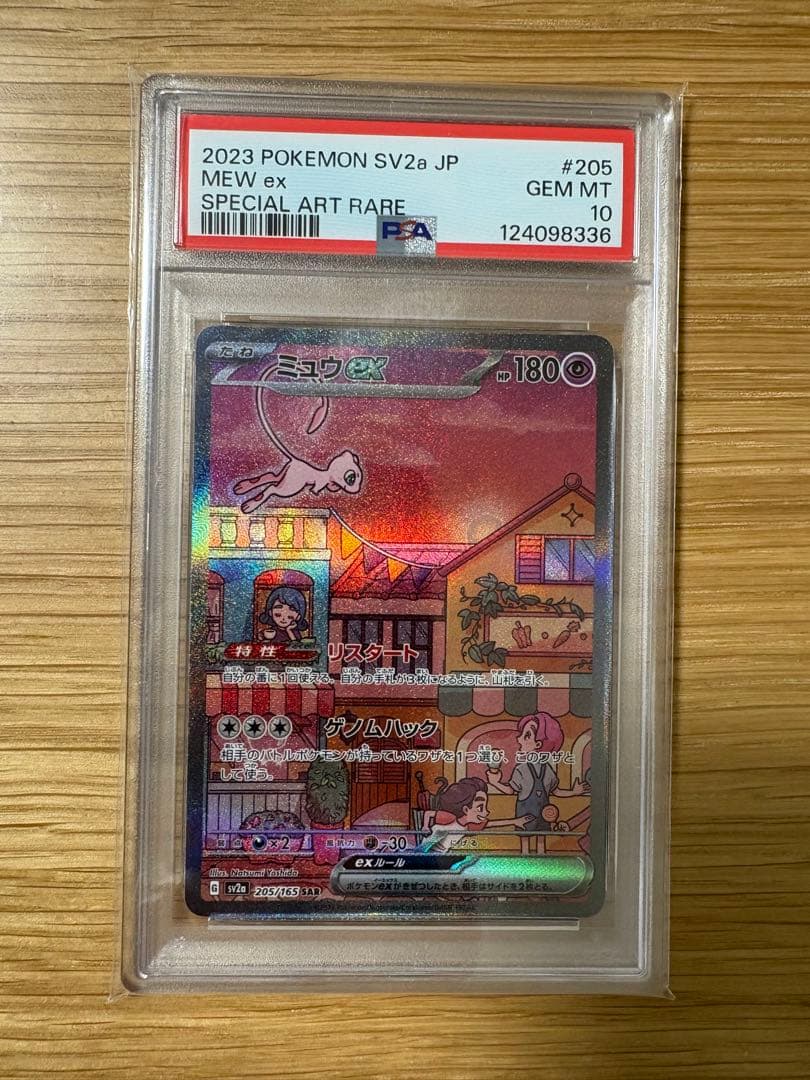 2023 POKEMON SV2a JP #205
MEW ex GEM MT
SPECIAL ART RARE 10
PSA 124098336
たね ミュウex HP 180
特性 リスタート
自分の番に1回使える。自分の手札が3枚になるように、山札を引く。
ゲノムハック
相手のバトルポケモンが持っているワザを1つ選び、このワザと
して使う。
弱点 ×2 抵抗力 -30 にげる
exルール
ポケモンexがきぜつしたとき、相手はサイドを2枚とる。
Illus. Natsumi Yoshida
G SV2a 205/165 SAR